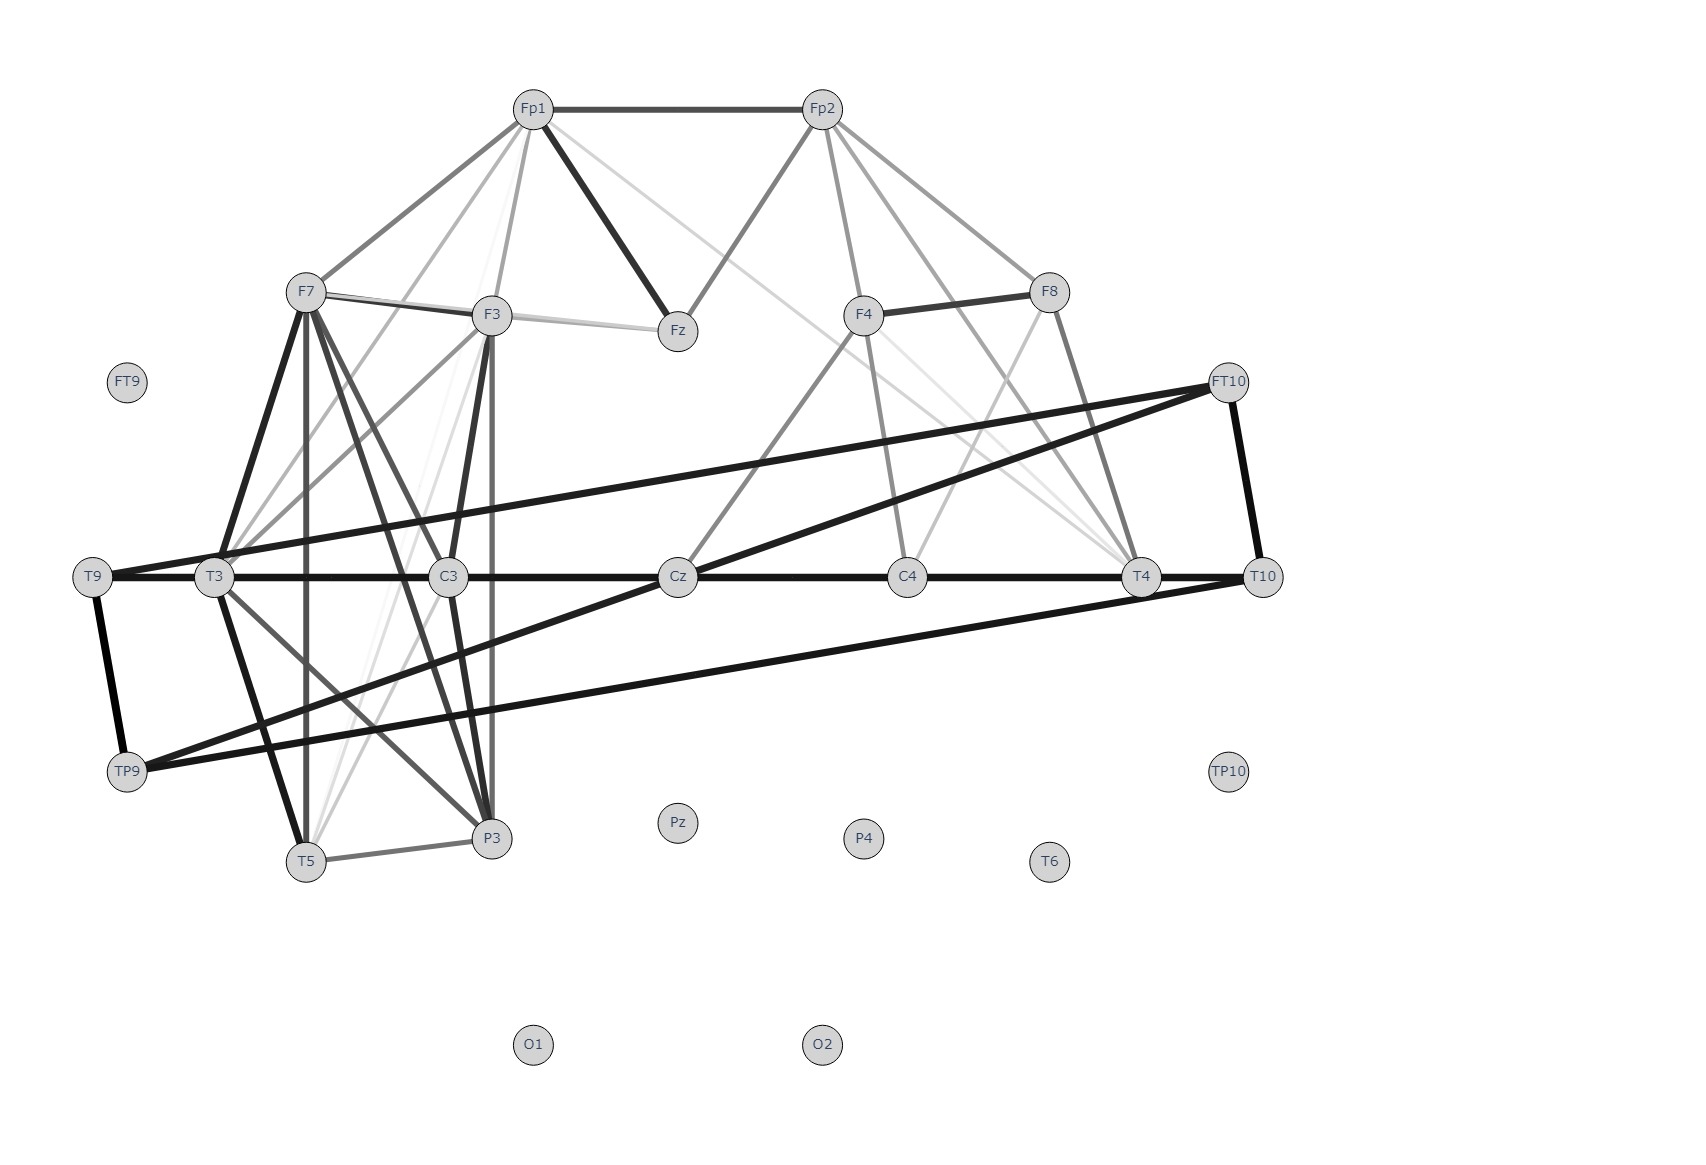 Fp1 Fp2
F7 F3 Fz F4 F8
FT9 FT10
T9 T3 C3 Cz C4 T4 T10
TP9 TP10
T5 P3 Pz P4 T6
O1 O2